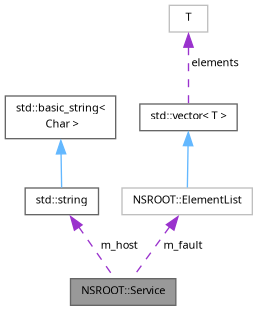 T
elements
std::basic_string<
Char >
std::vector< T >
std::string
NSROOT::ElementList
m_host
m_fault
NSROOT::Service